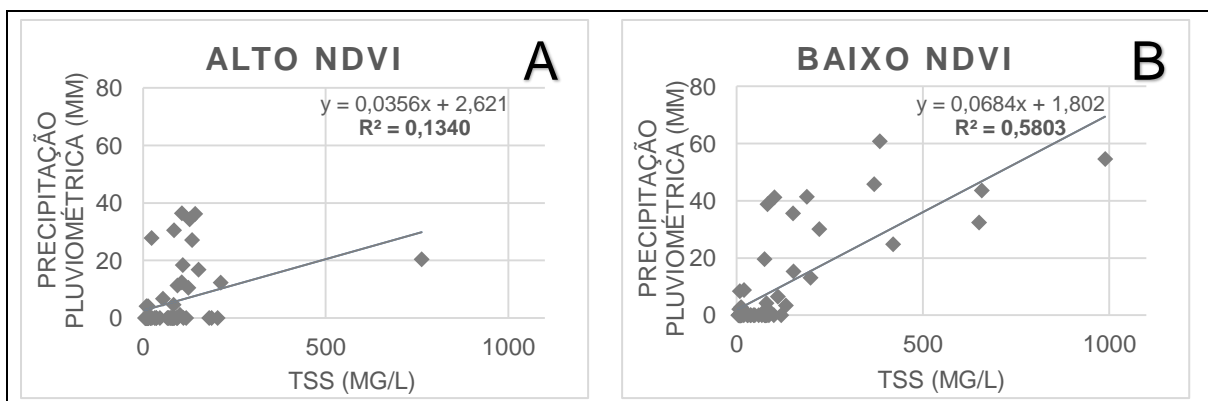 ALTO NDVI
A
y = 0,0356x + 2,621
R² = 0,1340
PRECIPITAÇÃO
PLUVIOMÉTRICA (MM)
80
60
40
20
0
0 500 1000
TSS (MG/L)
BAIXO NDVI
B
y = 0,0684x + 1,802
R² = 0,5803
PRECIPITAÇÃO
PLUVIOMÉTRICA (MM)
80
60
40
20
0
0 500 1000
TSS (MG/L)